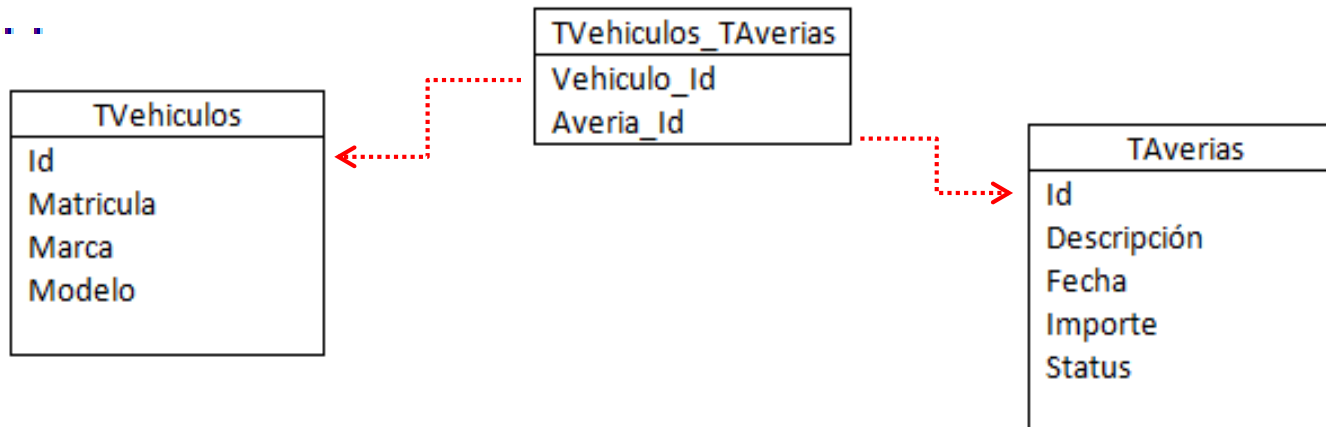 TVehiculos
Id
Matricula
Marca
Modelo
TVehiculos_TAverias
Vehiculo_Id
Averia_Id
TAverias
Id
Descripción
Fecha
Importe
Status